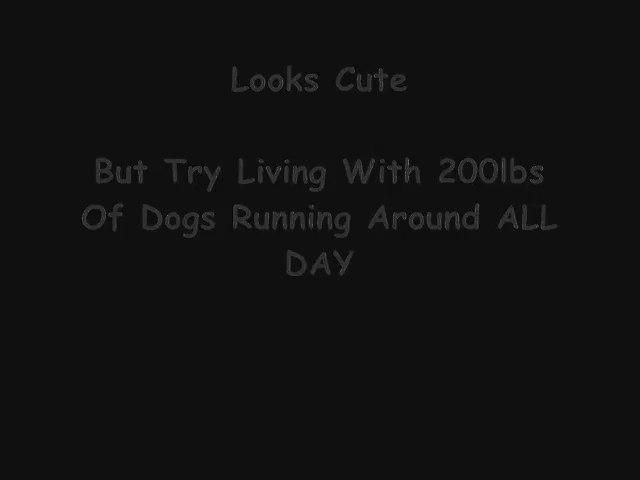 Looks Cute
But Try Living With 200lbs
Of Dogs Running Around ALL
DAY